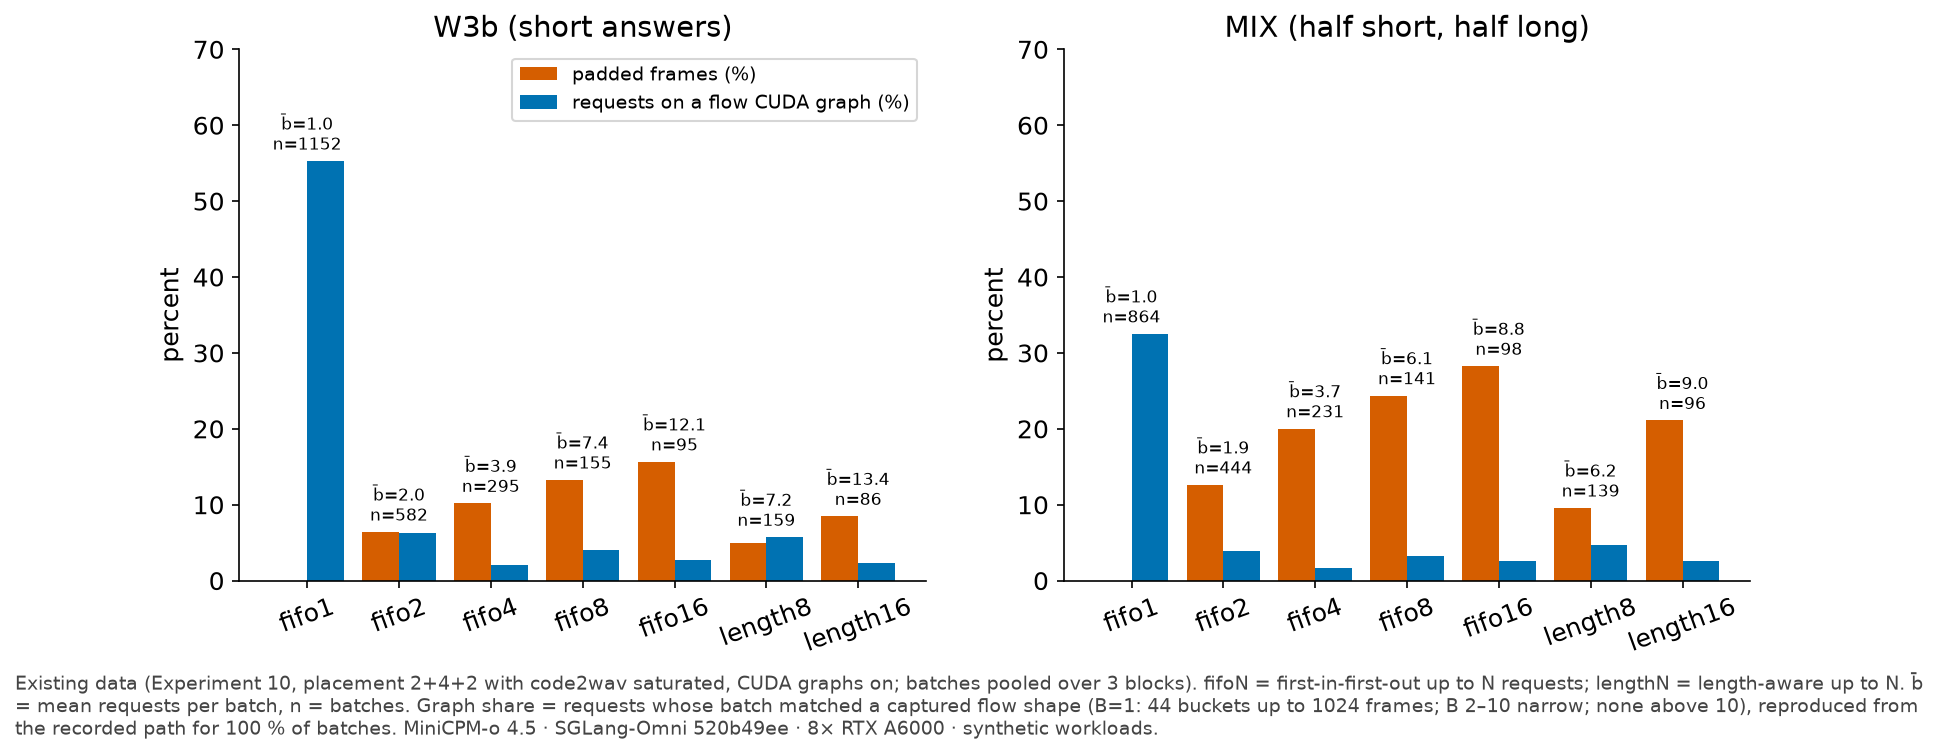 W3b (short answers)
70
60
50
40
30
20
10
0
percent
padded frames (%)
requests on a flow CUDA graph (%)
b̄=1.0
n=1152
b̄=2.0
n=582
b̄=3.9
n=295
b̄=7.4
n=155
b̄=12.1
n=95
b̄=7.2
n=159
b̄=13.4
n=86
fifo1
fifo2
fifo4
fifo8
fifo16
length8
length16
MIX (half short, half long)
70
60
50
40
30
20
10
0
percent
b̄=1.0
n=864
b̄=1.9
n=444
b̄=3.7
n=231
b̄=6.1
n=141
b̄=8.8
n=98
b̄=6.2
n=139
b̄=9.0
n=96
fifo1
fifo2
fifo4
fifo8
fifo16
length8
length16
Existing data (Experiment 10, placement 2+4+2 with code2wav saturated, CUDA graphs on; batches pooled over 3 blocks). fifoN = first-in-first-out up to N requests; lengthN = length-aware up to N. b̄
= mean requests per batch, n = batches. Graph share = requests whose batch matched a captured flow shape (B=1: 44 buckets up to 1024 frames; B 2–10 narrow; none above 10), reproduced from
the recorded path for 100 % of batches. MiniCPM-o 4.5 · SGLang-Omni 520b49ee · 8× RTX A6000 · synthetic workloads.